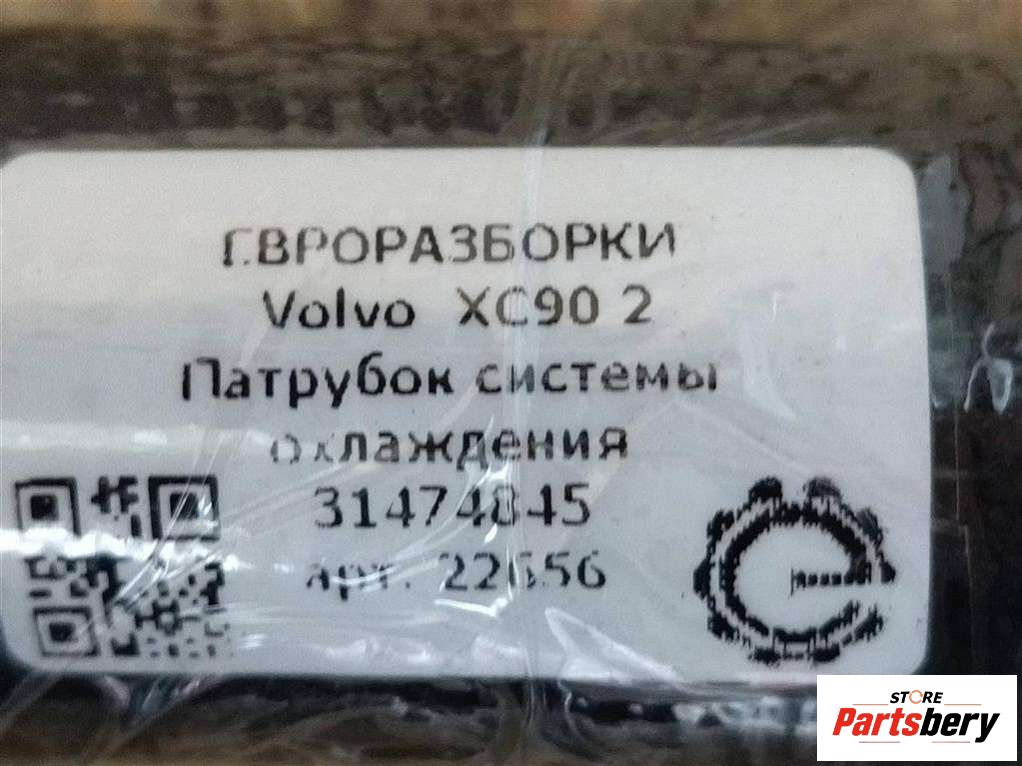 ЕВРОРАЗБОРКИ
Volvo XC90 2
Патрубок системы
охлаждения
31474845
арт. 22656
STORE
Partsbery